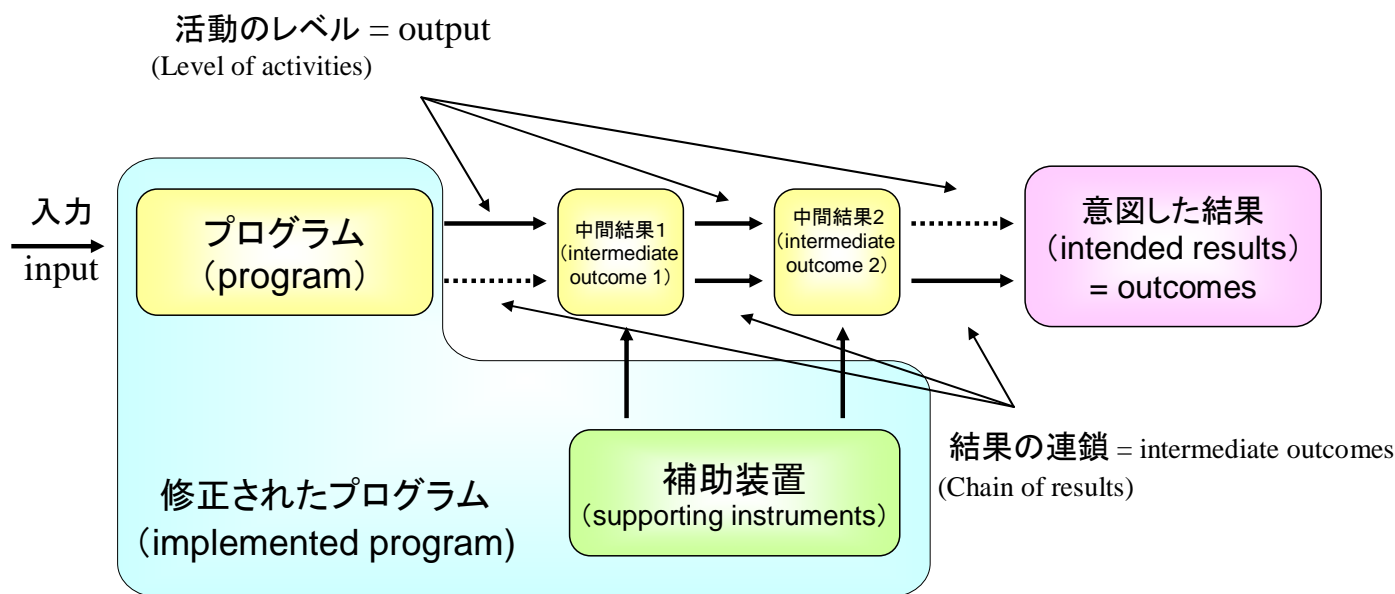 活動のレベル = output
(Level of activities)
入力
input
プログラム
(program)
中間結果1
(intermediate
outcome 1)
中間結果2
(intermediate
outcome 2)
意図した結果
(intended results)
= outcomes
結果の連鎖 = intermediate outcomes
(Chain of results)
補助装置
(supporting instruments)
修正されたプログラム
(implemented program)